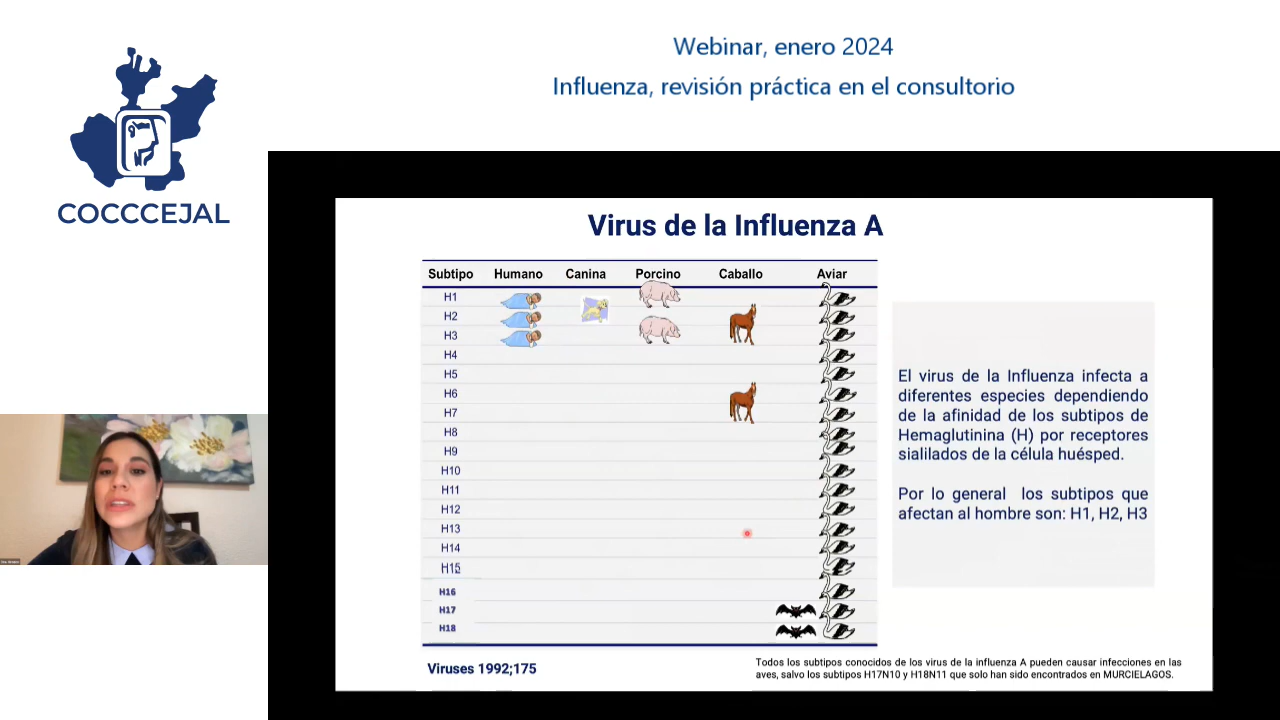 Webinar, enero 2024
Influenza, revisión práctica en el consultorio
COCCCEJAL
Virus de la Influenza A
Subtipo Humano Canina Porcino Caballo Aviar
H1
H2
H3
H4
H5
H6
H7
H8
H9
H10
H11
H12
H13
H14
H15
H16
H17
H18
El virus de la Influenza infecta a
diferentes especies dependiendo
de la afinidad de los subtipos de
Hemaglutinina (H) por receptores
sialilados de la célula huésped.
Por lo general los subtipos que
afectan al hombre son: H1, H2, H3
Viruses 1992;175
Todos los subtipos conocidos de los virus de la influenza A pueden causar infecciones en las
aves, salvo los subtipos H17N10 y H18N11 que solo han sido encontrados en MURCIELAGOS.